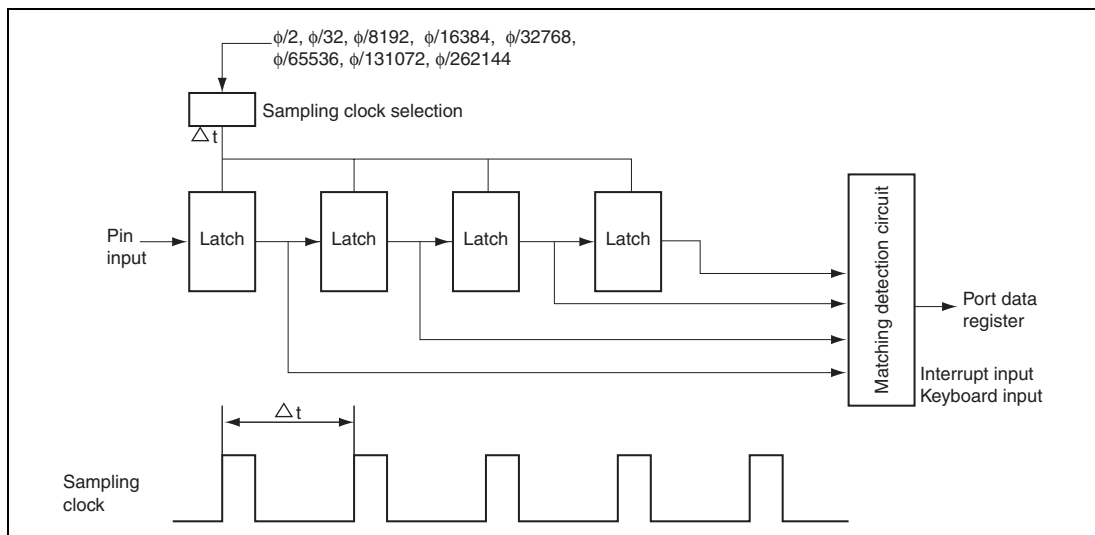 ϕ/2, ϕ/32, ϕ/8192, ϕ/16384, ϕ/32768,
ϕ/65536, ϕ/131072, ϕ/262144
Sampling clock selection
△t
Pin
input
Latch
Latch
Latch
Latch
Matching detection circuit
Port data
register
Interrupt input
Keyboard input
△t
Sampling
clock